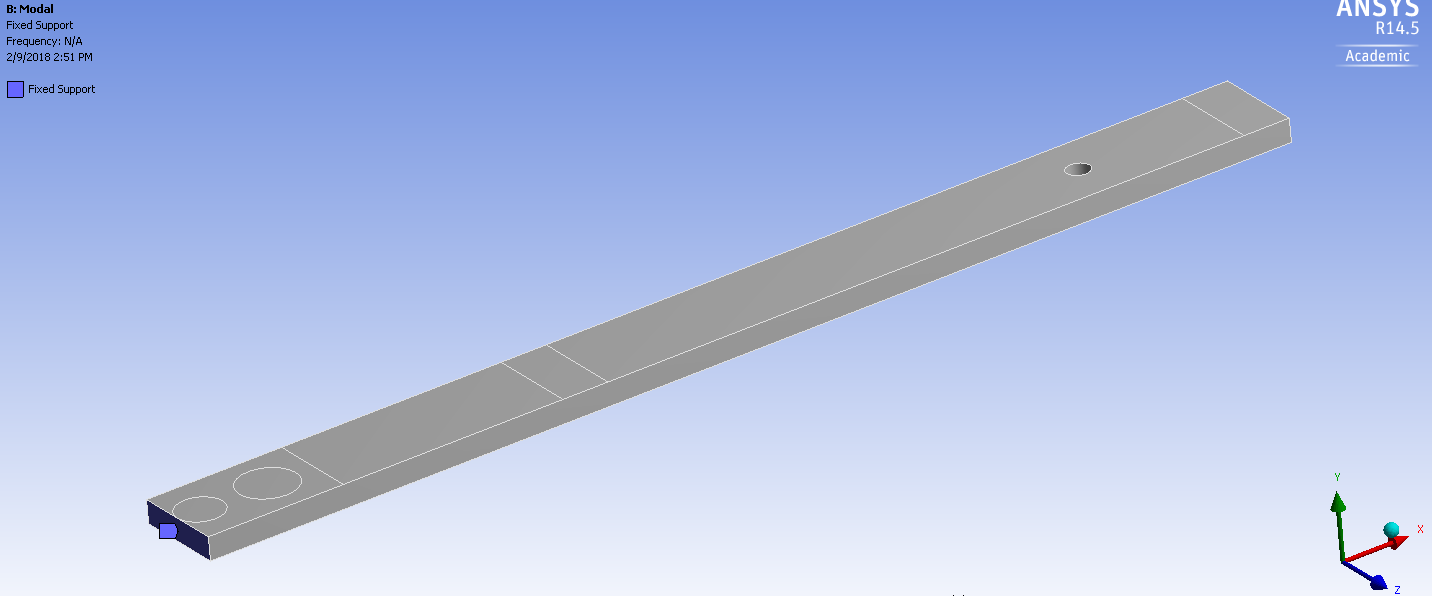 B: Modal
Fixed Support
Frequency: N/A
2/9/2018 2:51 PM
Fixed Support
ANSYS
R14.5
Academic
Y
X
Z